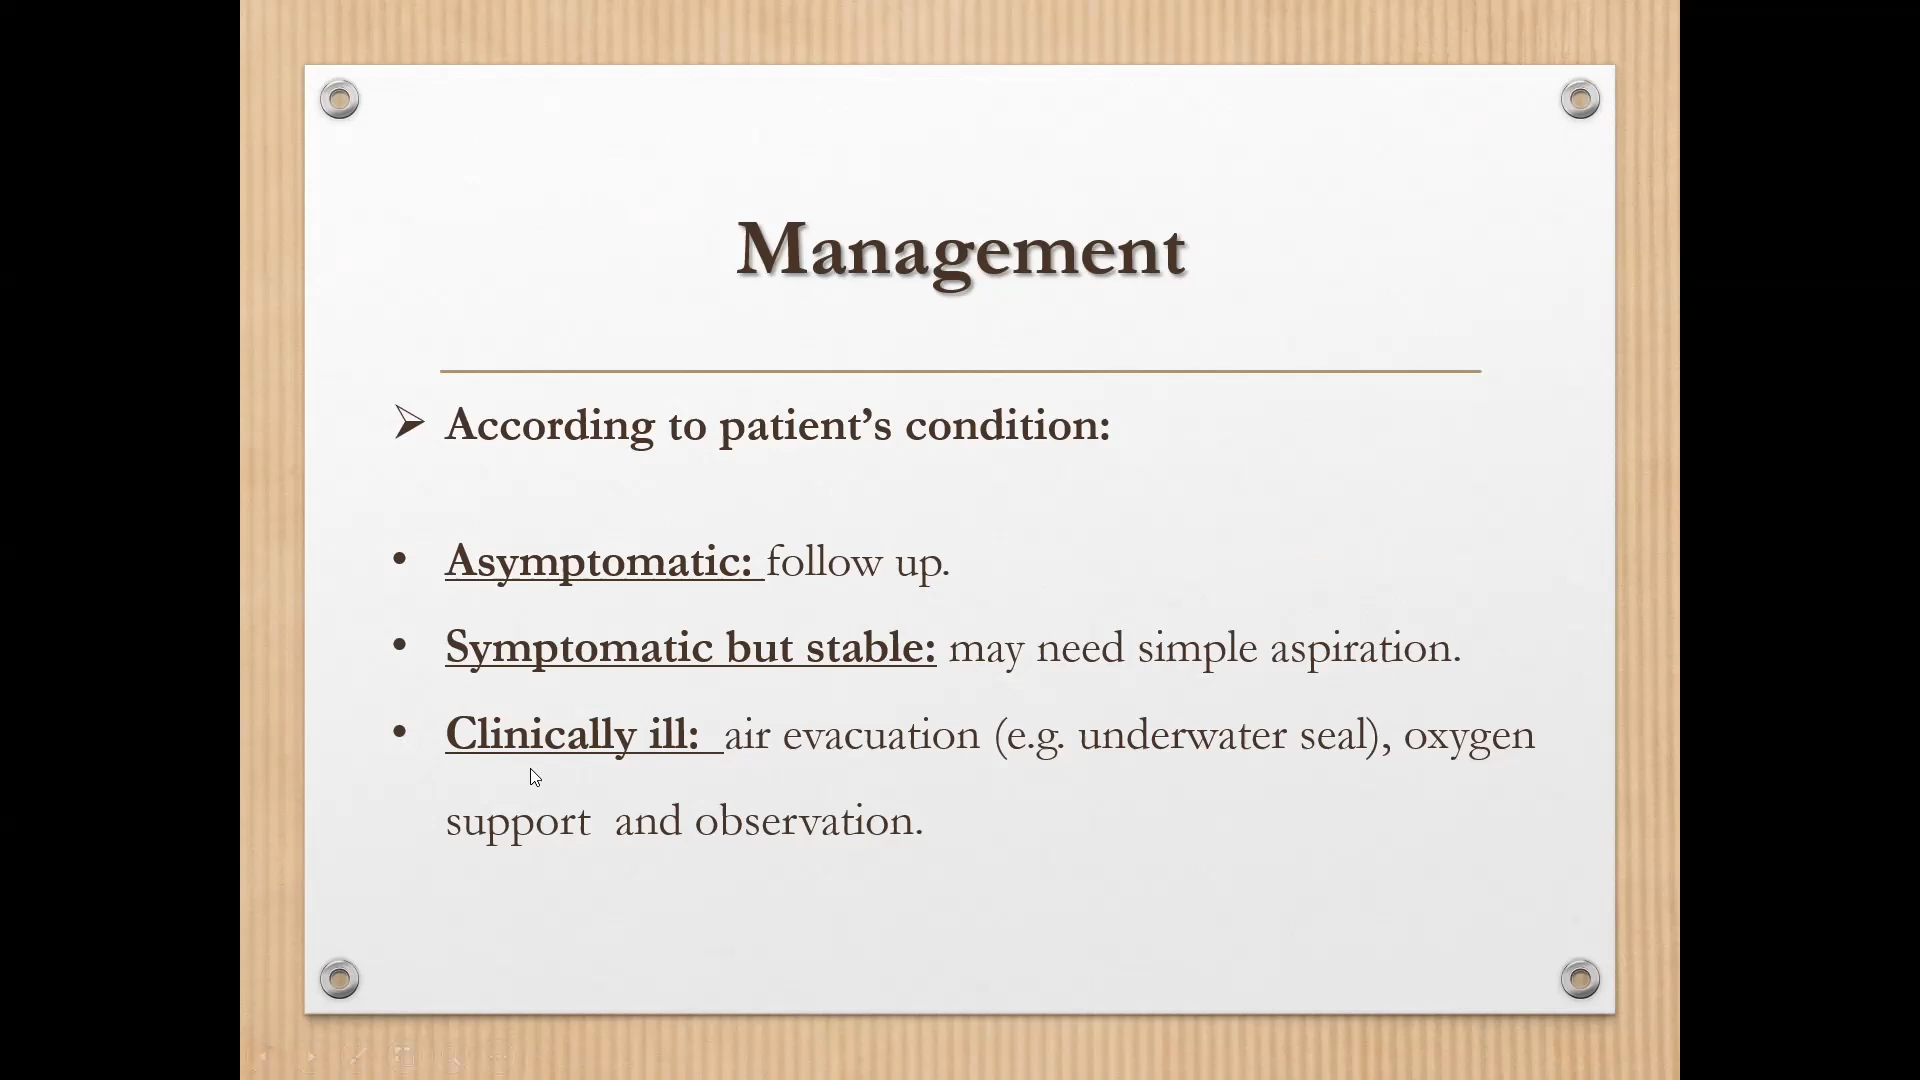 Management
According to patient’s condition:
Asymptomatic: follow up.
Symptomatic but stable: may need simple aspiration.
Clinically ill:  air evacuation (e.g. underwater seal), oxygen
support  and observation.